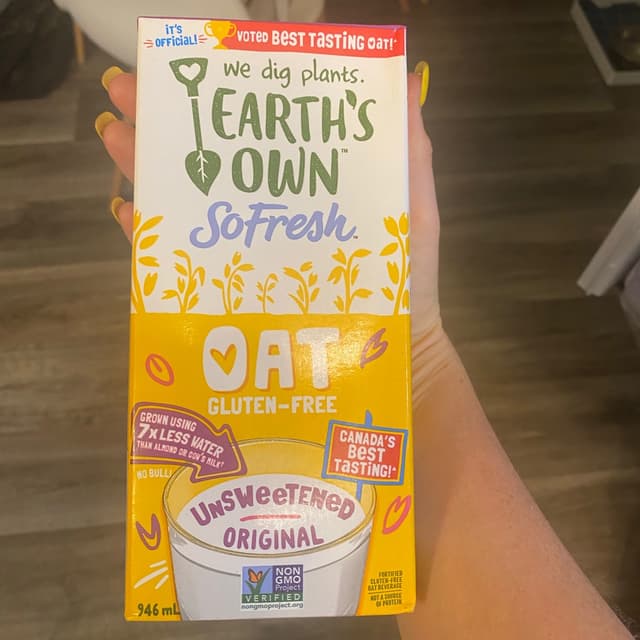 IT'S
OFFICIAL!
VOTED BEST TASTING OAT!^
we dig plants.
EARTH'S
OWN™
SoFresh™
OAT
GLUTEN-FREE
GROWN USING
7x LESS WATER
THAN ALMOND OR COW'S MILK*
NO BULL!
CANADA'S
BEST
TASTING!^
UNSWEETENED
ORIGINAL
NON
GMO
Project
VERIFIED
nongmoproject.org
946 mL
FORTIFIED
GLUTEN-FREE
OAT BEVERAGE
NOT A SOURCE
OF PROTEIN